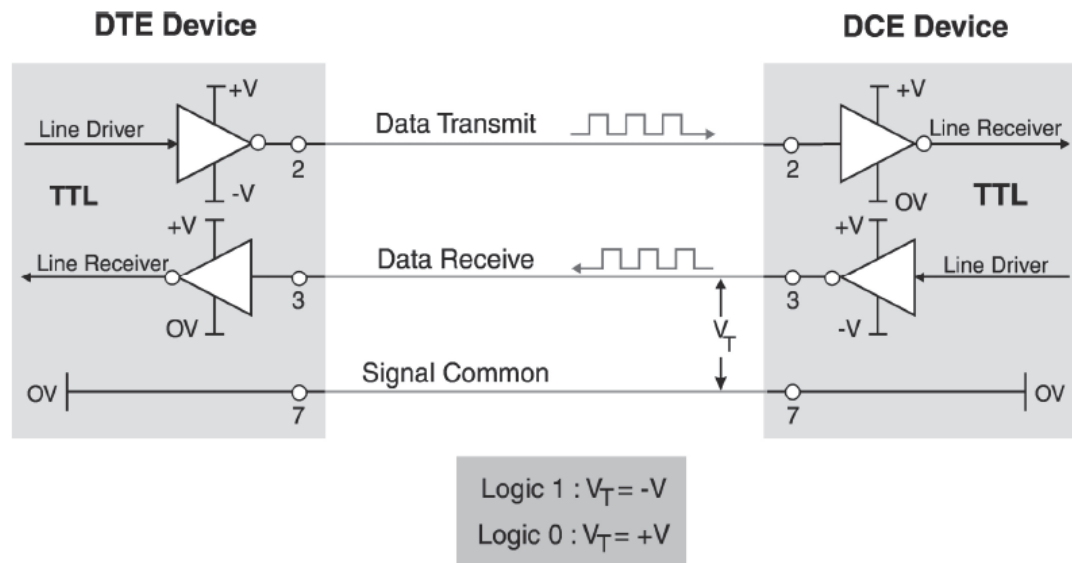 DTE Device
DCE Device
+V
+V
Line Driver
Data Transmit
Line Receiver
2
2
TTL
-V
OV
TTL
+V
+V
Line Receiver
Data Receive
Line Driver
3
3
OV
VT
-V
Signal Common
OV
OV
7
7
Logic 1 : VT = -V
Logic 0 : VT = +V